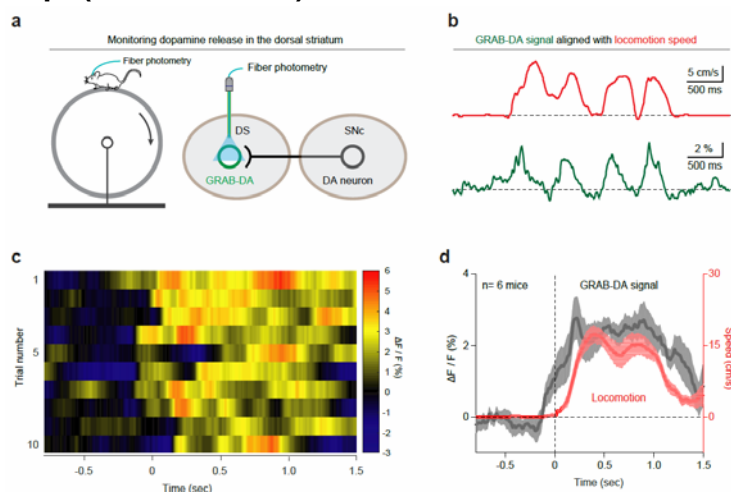 a
Monitoring dopamine release in the dorsal striatum
Fiber photometry
Fiber photometry
DS
SNc
GRAB-DA
DA neuron
b
GRAB-DA signal aligned with locomotion speed
5 cm/s
500 ms
2 %
500 ms
c
1
5
10
Trial number
-0.5
0
0.5
1.0
1.5
Time (sec)
6
5
4
3
2
1
0
-1
-2
-3
ΔF / F (%)
d
4
2
0
ΔF / F (%)
n= 6 mice
GRAB-DA signal
Locomotion
30
15
0
Speed (cm/s)
-0.5
0
0.5
1.0
1.5
Time (sec)